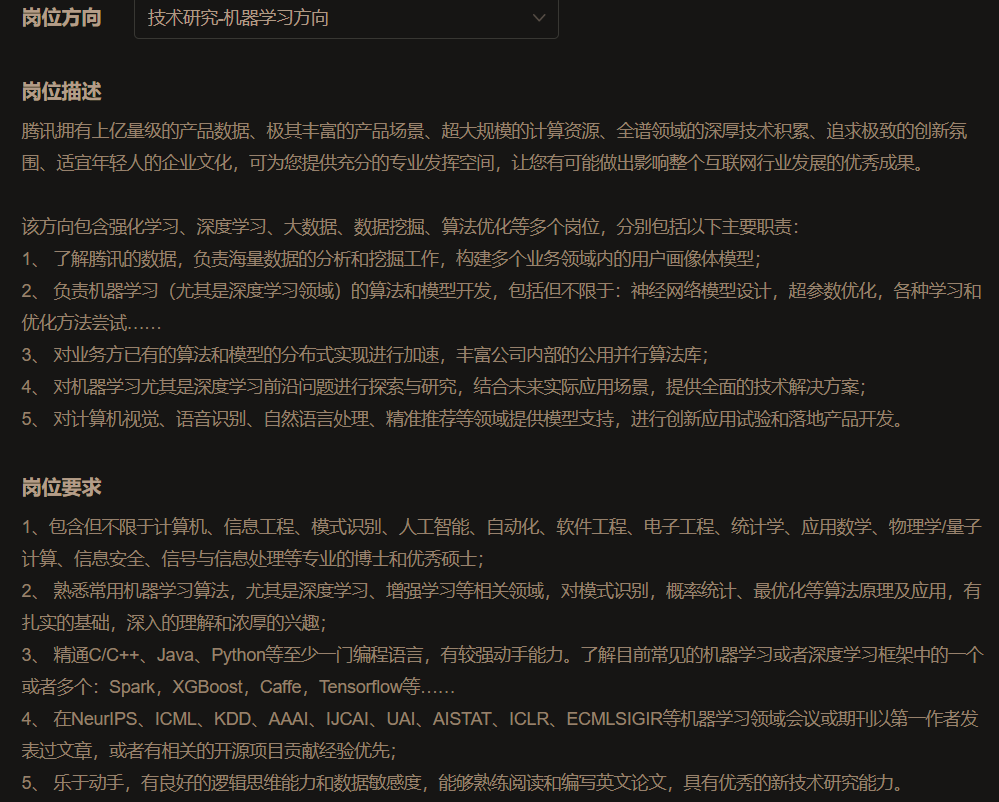 岗位方向 技术研究-机器学习方向
岗位描述
腾讯拥有上亿量级的产品数据、极其丰富的产品场景、超大规模的计算资源、全谱领域的深厚技术积累、追求极致的创新氛
围、适宜年轻人的企业文化，可为您提供充分的专业发挥空间，让您有可能做出影响整个互联网行业发展的优秀成果。
该方向包含强化学习、深度学习、大数据、数据挖掘、算法优化等多个岗位，分别包括以下主要职责：
1、 了解腾讯的数据，负责海量数据的分析和挖掘工作，构建多个业务领域内的用户画像体模型；
2、 负责机器学习（尤其是深度学习领域）的算法和模型开发，包括但不限于：神经网络模型设计，超参数优化，各种学习和
优化方法尝试……
3、 对业务方已有的算法和模型的分布式实现进行加速，丰富公司内部的公用并行算法库；
4、 对机器学习尤其是深度学习前沿问题进行探索与研究，结合未来实际应用场景，提供全面的技术解决方案；
5、 对计算机视觉、语音识别、自然语言处理、精准推荐等领域提供模型支持，进行创新应用试验和落地产品开发。
岗位要求
1、包含但不限于计算机、信息工程、模式识别、人工智能、自动化、软件工程、电子工程、统计学、应用数学、物理学/量子
计算、信息安全、信号与信息处理等专业的博士和优秀硕士；
2、 熟悉常用机器学习算法，尤其是深度学习、增强学习等相关领域，对模式识别，概率统计、最优化等算法原理及应用，有
扎实的基础，深入的理解和浓厚的兴趣；
3、 精通C/C++、Java、Python等至少一门编程语言，有较强动手能力。了解目前常见的机器学习或者深度学习框架中的一个
或者多个：Spark，XGBoost，Caffe，Tensorflow等……
4、 在NeurIPS、ICML、KDD、AAAI、IJCAI、UAI、AISTAT、ICLR、ECMLSIGIR等机器学习领域会议或期刊以第一作者发
表过文章，或者有相关的开源项目贡献经验优先；
5、 乐于动手，有良好的逻辑思维能力和数据敏感度，能够熟练阅读和编写英文论文，具有优秀的新技术研究能力。